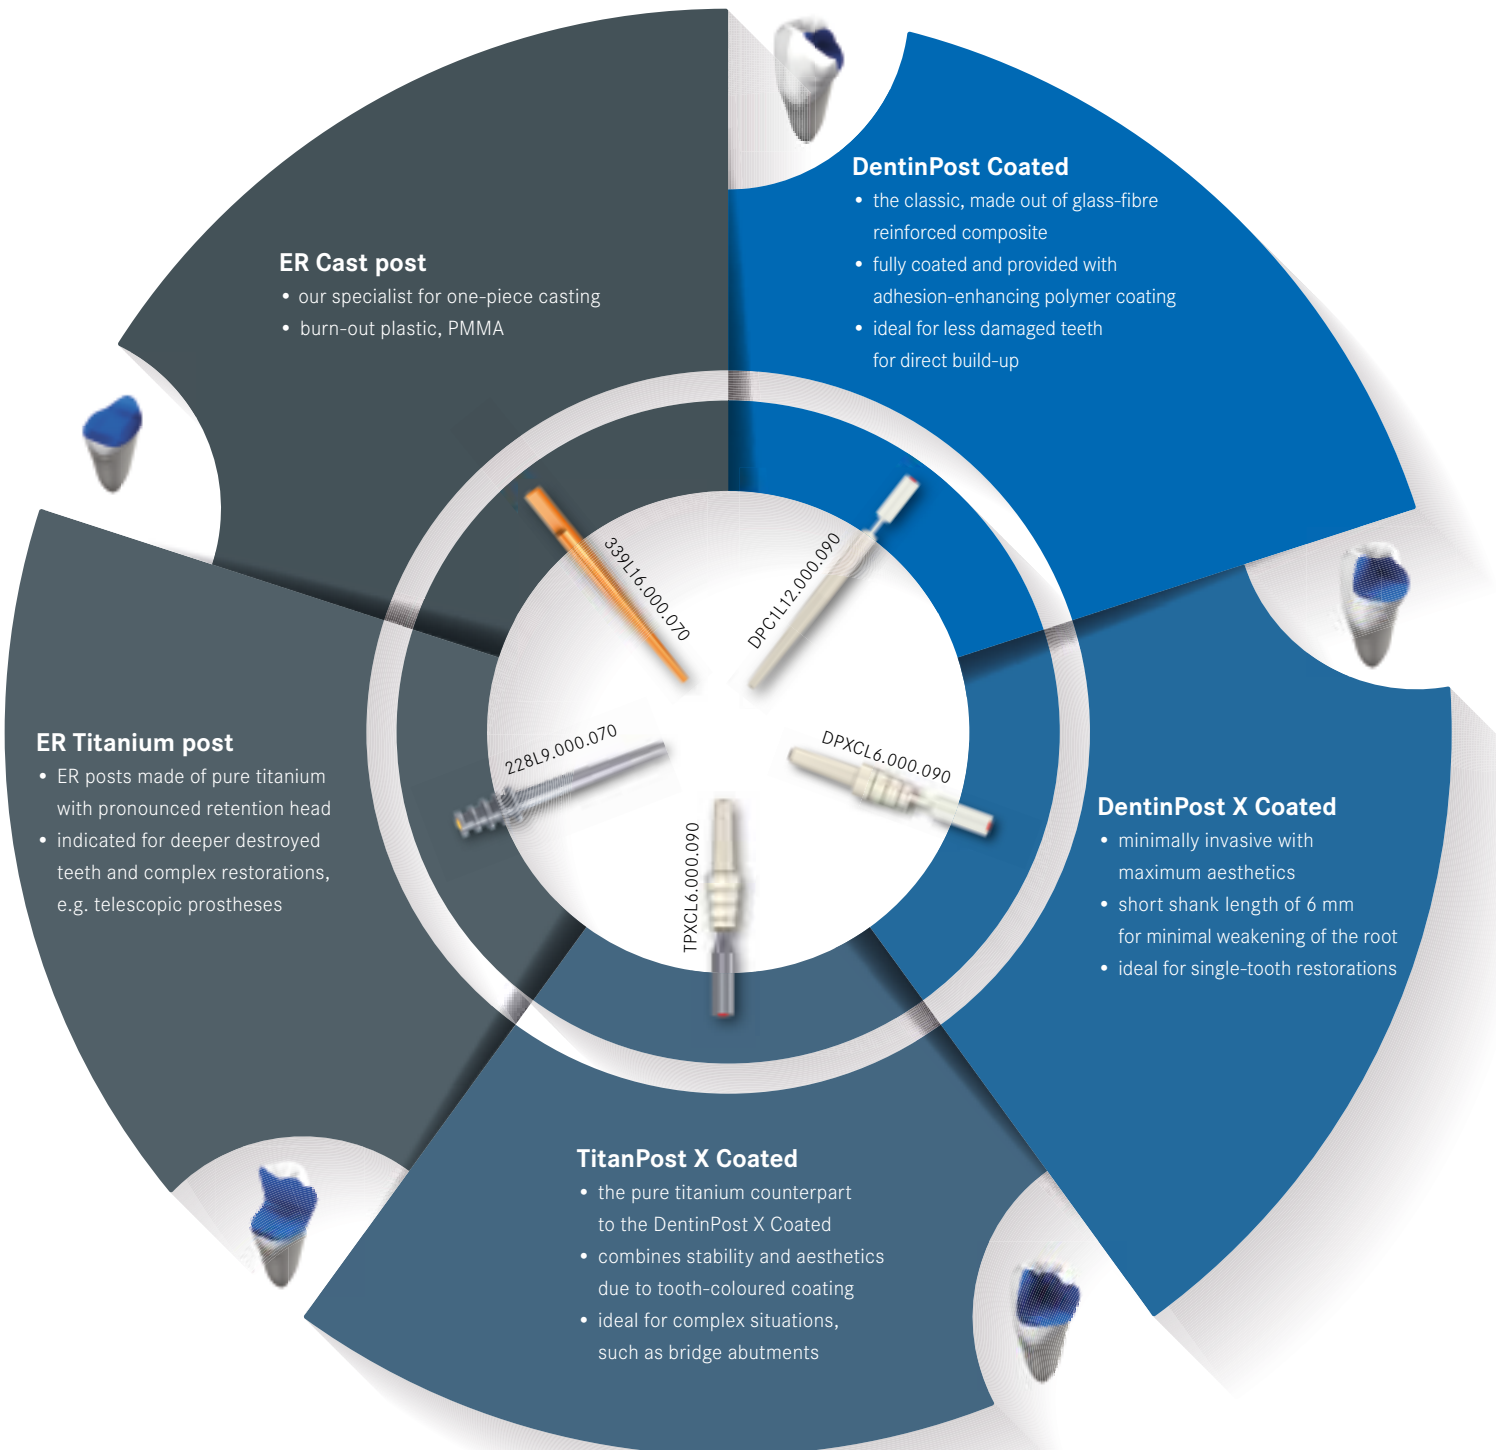 DentinPost Coated
• the classic, made out of glass-fibre
reinforced composite
• fully coated and provided with
adhesion-enhancing polymer coating
• ideal for less damaged teeth
for direct build-up
ER Cast post
• our specialist for one-piece casting
• burn-out plastic, PMMA
339L16.000.070
DPC1L12.000.090
228L9.000.070
DPXCL6.000.090
TPXCL6.000.090
ER Titanium post
• ER posts made of pure titanium
with pronounced retention head
• indicated for deeper destroyed
teeth and complex restorations,
e.g. telescopic prostheses
DentinPost X Coated
• minimally invasive with
maximum aesthetics
• short shank length of 6 mm
for minimal weakening of the root
• ideal for single-tooth restorations
TitanPost X Coated
• the pure titanium counterpart
to the DentinPost X Coated
• combines stability and aesthetics
due to tooth-coloured coating
• ideal for complex situations,
such as bridge abutments